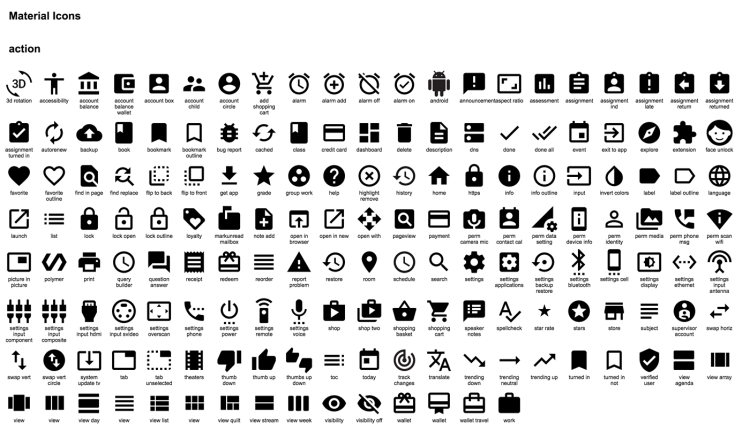 Material Icons
action
3D
3d rotation accessibility account balance account balance wallet account box account child account circle add shopping cart alarm alarm add alarm off alarm on android announcement aspect ratio assessment assignment assignment ind assignment late assignment return assignment returned
assignment turned in autorenew backup book bookmark bookmark outline bug report cached class credit card dashboard delete description dns done done all event exit to app explore extension face unlock
favorite favorite outline find in page find replace flip to back flip to front get app grade group work help highlight remove history home https info info outline input invert colors label label outline language
launch list lock lock open lock outline loyalty markunread mailbox note add open in browser open in new open with pageview payment perm camera mic perm contact cal perm data setting perm device info perm identity perm media perm phone msg perm scan wifi
picture in picture polymer print query builder question answer receipt redeem reorder report problem restore room schedule search settings settings applications settings backup restore settings bluetooth settings cell settings display settings ethernet settings input antenna
settings input component settings input composite settings input hdmi settings input svideo settings overscan settings phone settings power settings remote settings voice shop shop two shopping basket shopping cart speaker notes spellcheck star rate stars store subject supervisor account swap horiz
swap vert swap vert circle system update tv tab tab unselected theaters thumb down thumb up thumbs up down toc today track changes translate trending down trending neutral trending up turned in turned in not verified user view agenda view array
view view view day view view list view view quilt view stream view week visibility visibility off wallet wallet wallet travel work